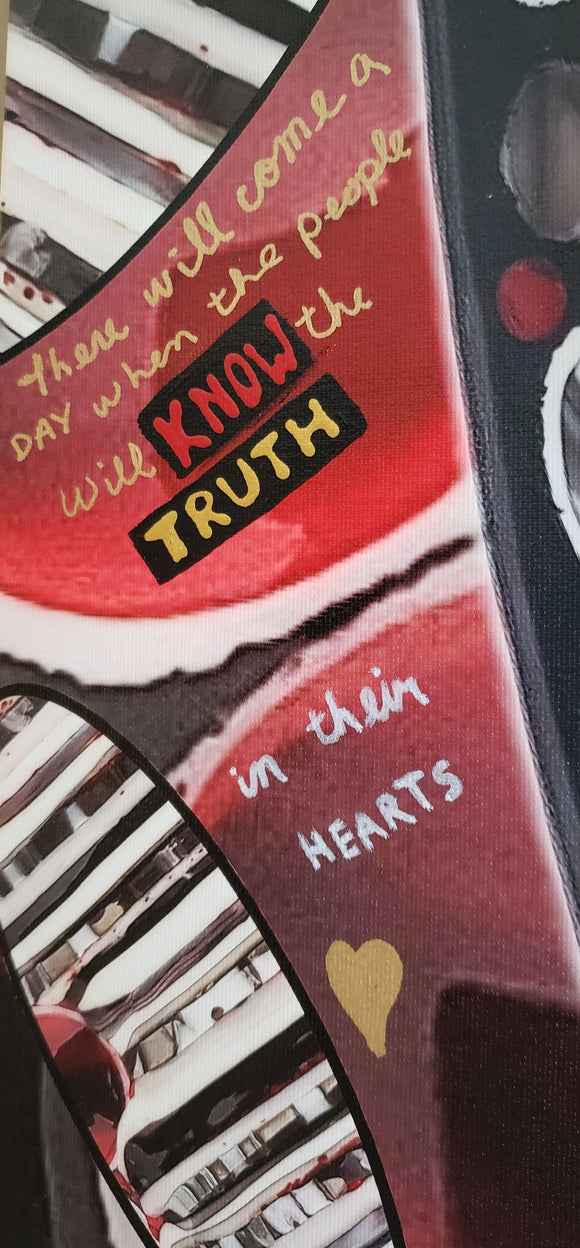 There will come a
DAY when the people
Will KNOW the
TRUTH
in their
HEARTS